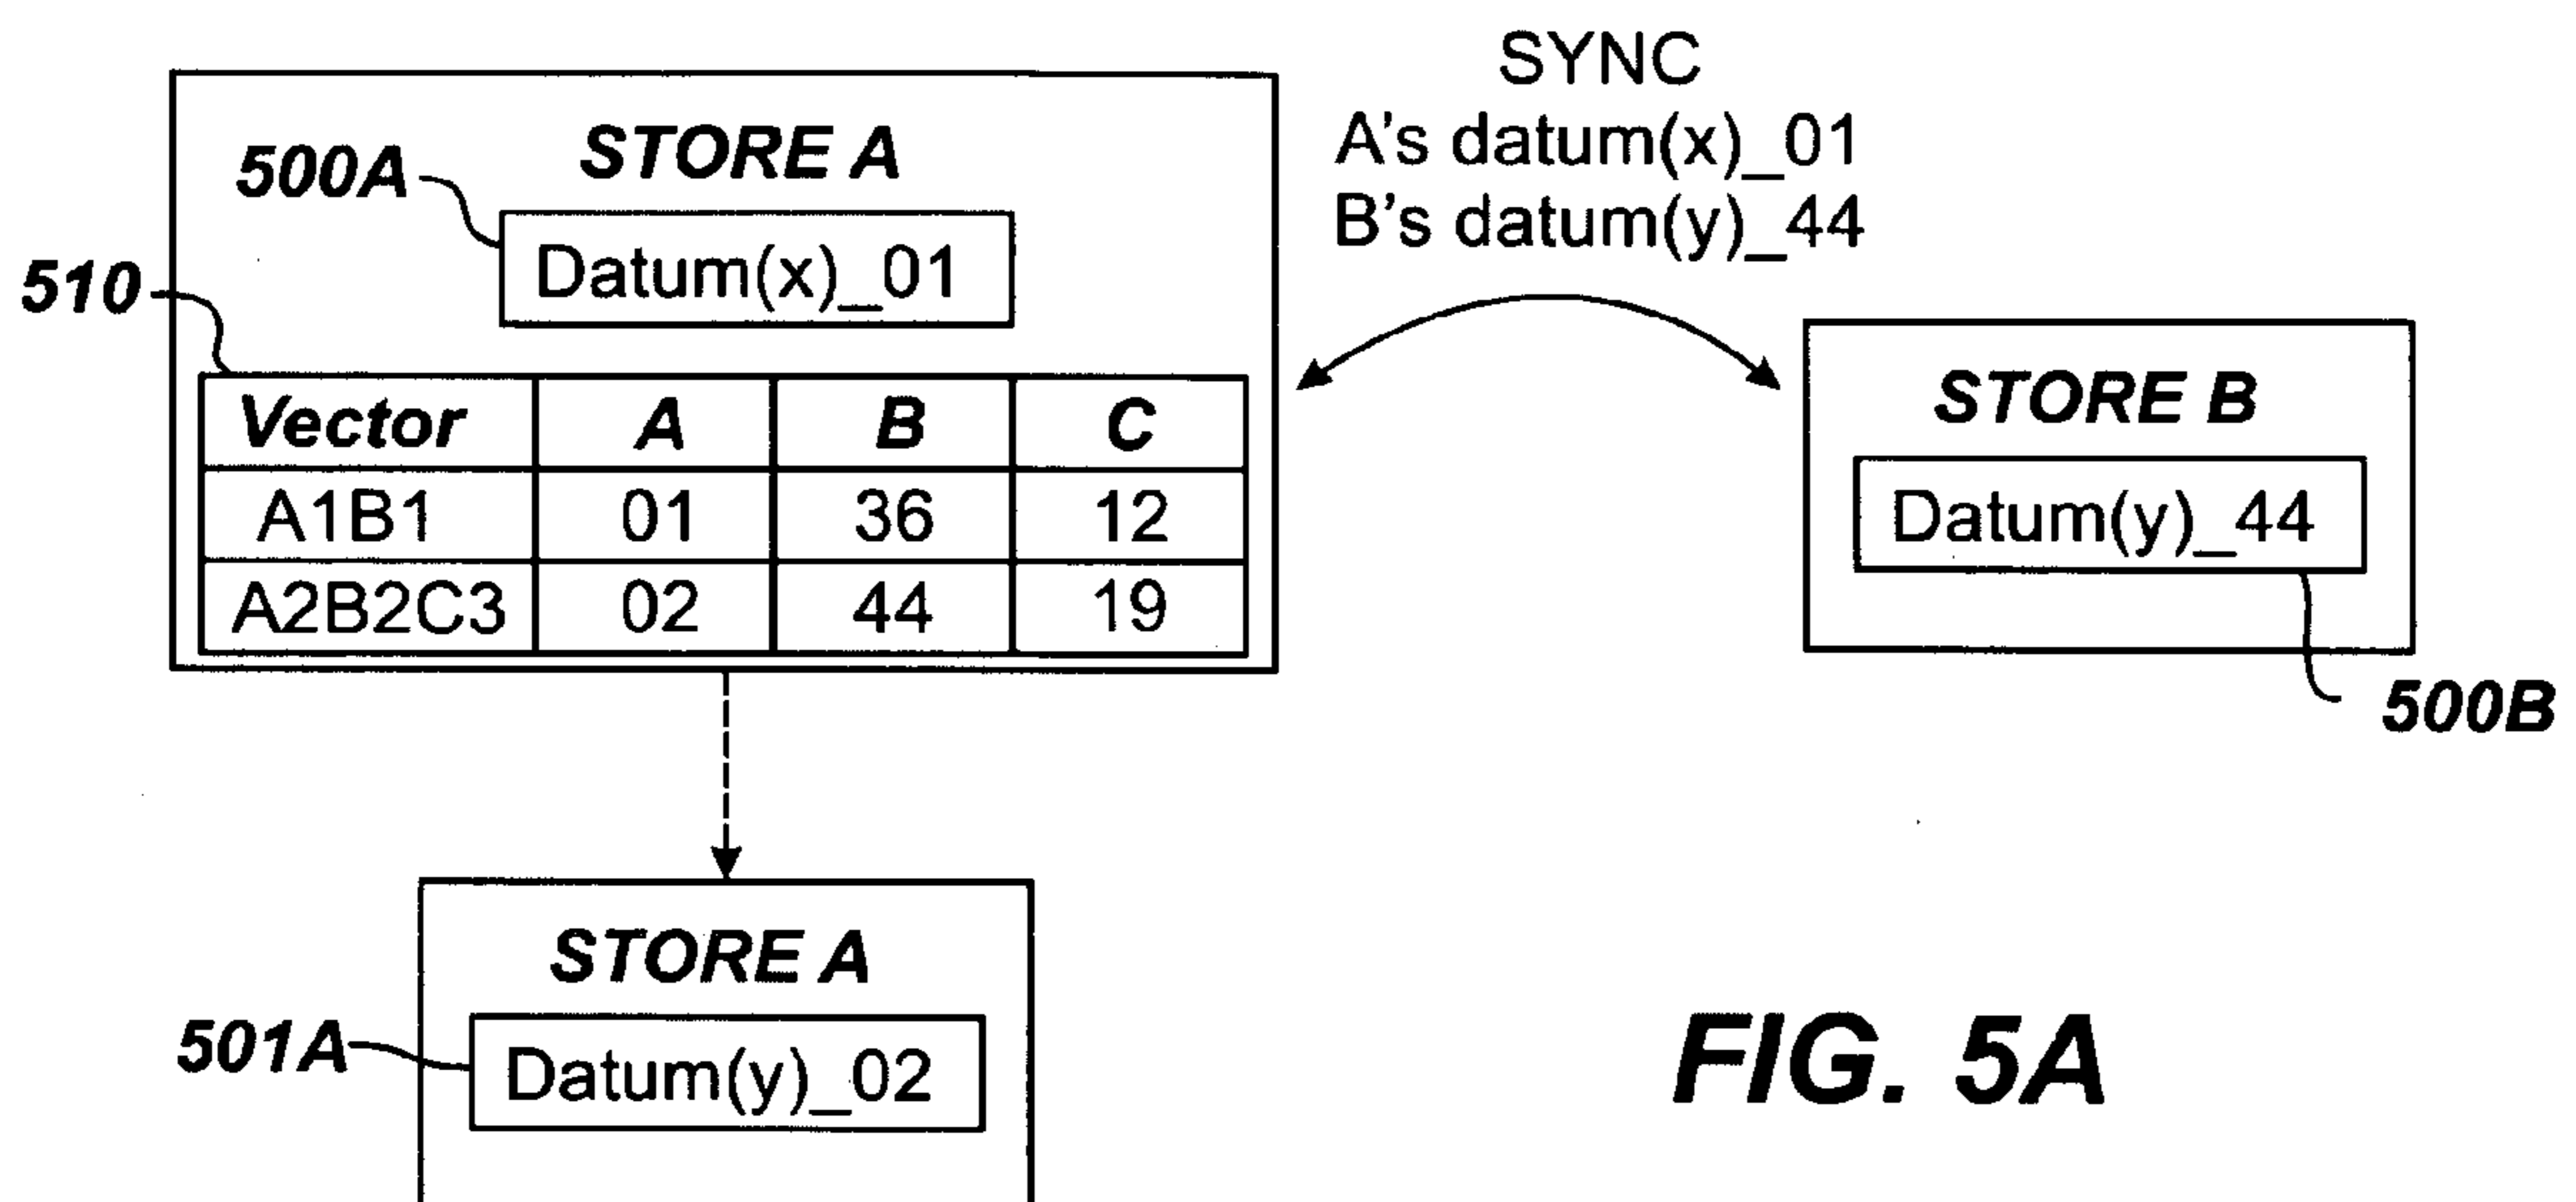 SYNC
A's datum(x)_01
B's datum(y)_44
STORE A
500A
Datum(x)_01
510
Vector A B C
A1B1 01 36 12
A2B2C3 02 44 19
STORE B
Datum(y)_44
500B
STORE A
501A
Datum(y)_02
FIG. 5A